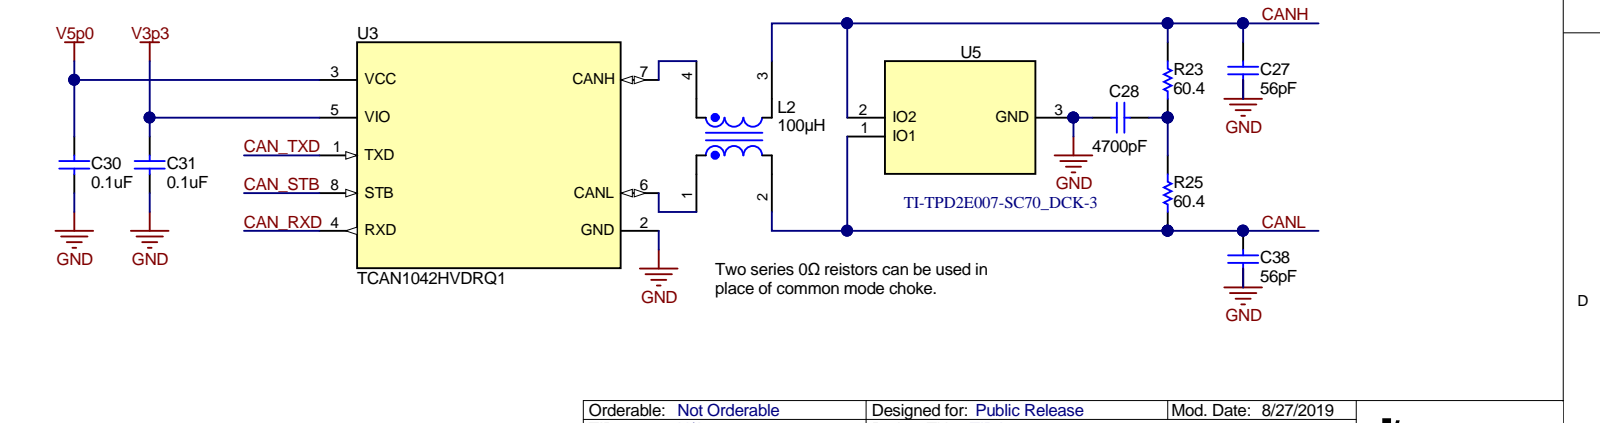 CANH
V5p0
V3p3
U3
U5
3
VCC
CANH
7
4
3
R23
60.4
C27
56pF
C28
L2
100µH
5
VIO
2
IO2
GND
3
1
IO1
GND
4700pF
CAN_TXD
1
TXD
C30
0.1uF
C31
0.1uF
CAN_STB
8
STB
CANL
6
1
2
GND
R25
60.4
TI-TPD2E007-SC70_DCK-3
CAN_RXD
4
RXD
GND
2
CANL
GND
GND
TCAN1042HVDRQ1
GND
Two series 0Ω reistors can be used in
place of common mode choke.
C38
56pF
GND
D
Orderable: Not Orderable
Designed for: Public Release
Mod. Date: 8/27/2019